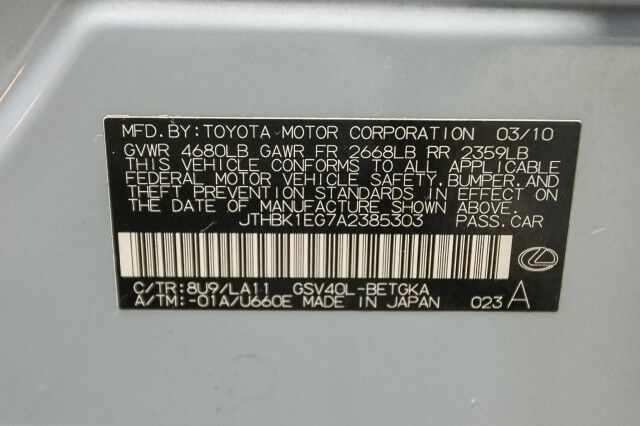 MFD. BY: TOYOTA MOTOR CORPORATION 03/10
GVWR 4680LB GAWR FR 2668LB RR 2359LB
THIS VEHICLE CONFORMS TO ALL APPLICABLE
FEDERAL MOTOR VEHICLE SAFETY, BUMPER, AND
THEFT PREVENTION STANDARDS IN EFFECT ON
THE DATE OF MANUFACTURE SHOWN ABOVE.
JTHBK1EG7A2385303 PASS. CAR
C/TR: 8U9/LA11 GSV40L-BETGKA
A/TM: -01A/U660E MADE IN JAPAN 023 A